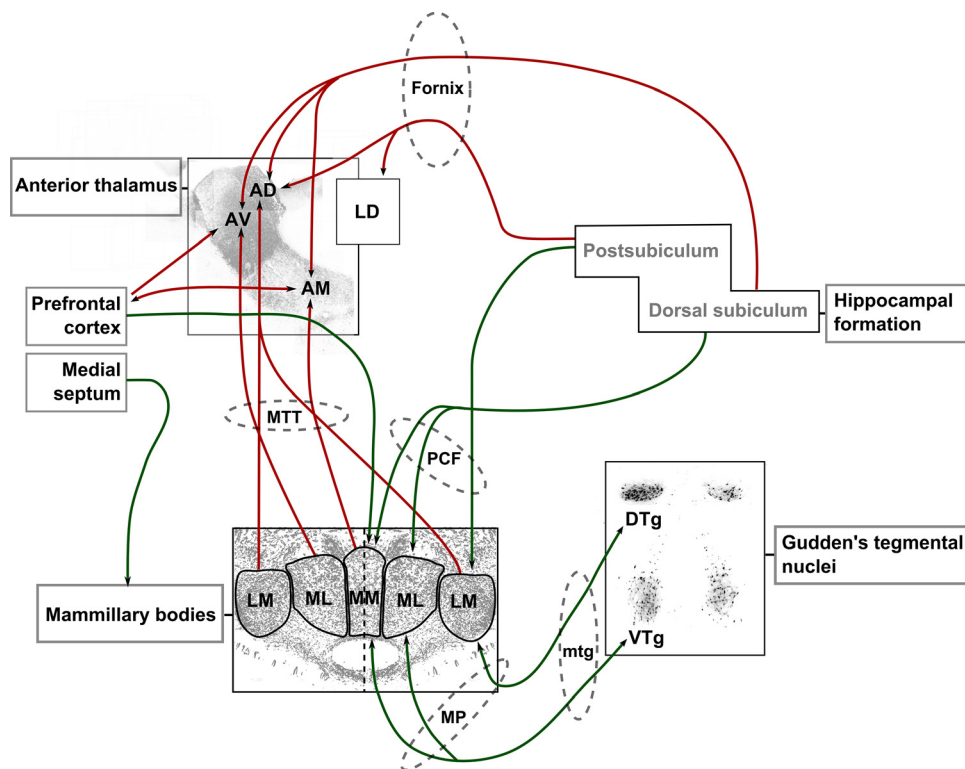 Fornix
Anterior thalamus
AD
AV
LD
AM
Postsubiculum
Dorsal subiculum
Hippocampal
formation
Prefrontal
cortex
Medial
septum
MTT
PCF
DTg
Gudden's tegmental
nuclei
VTg
Mammillary bodies
LM ML MM ML LM
mtg
MP